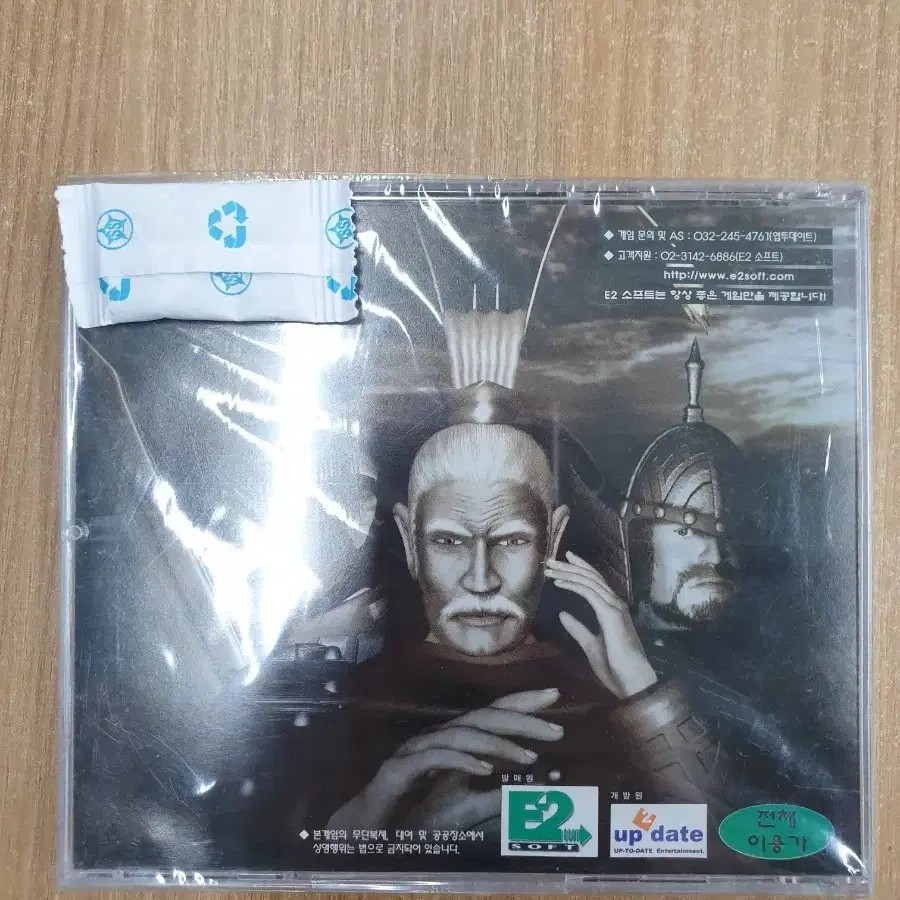 ◆ 게임 문의 및 AS : 032-245-4761(업투데이트)
◆ 고객지원 : 02-3142-6886(E2 소프트)
http://www.e2soft.com
E2 소프트는 항상 좋은 게임만을 제공합니다!
발 매 원
E2
SOFT
개 발 원
up 2 date
UP-TO-DATE Entertainment.
전체
이용가
◆ 본게임의 무단복제, 대여 및 공공장소에서
상영행위는 법으로 금지되어 있습니다.